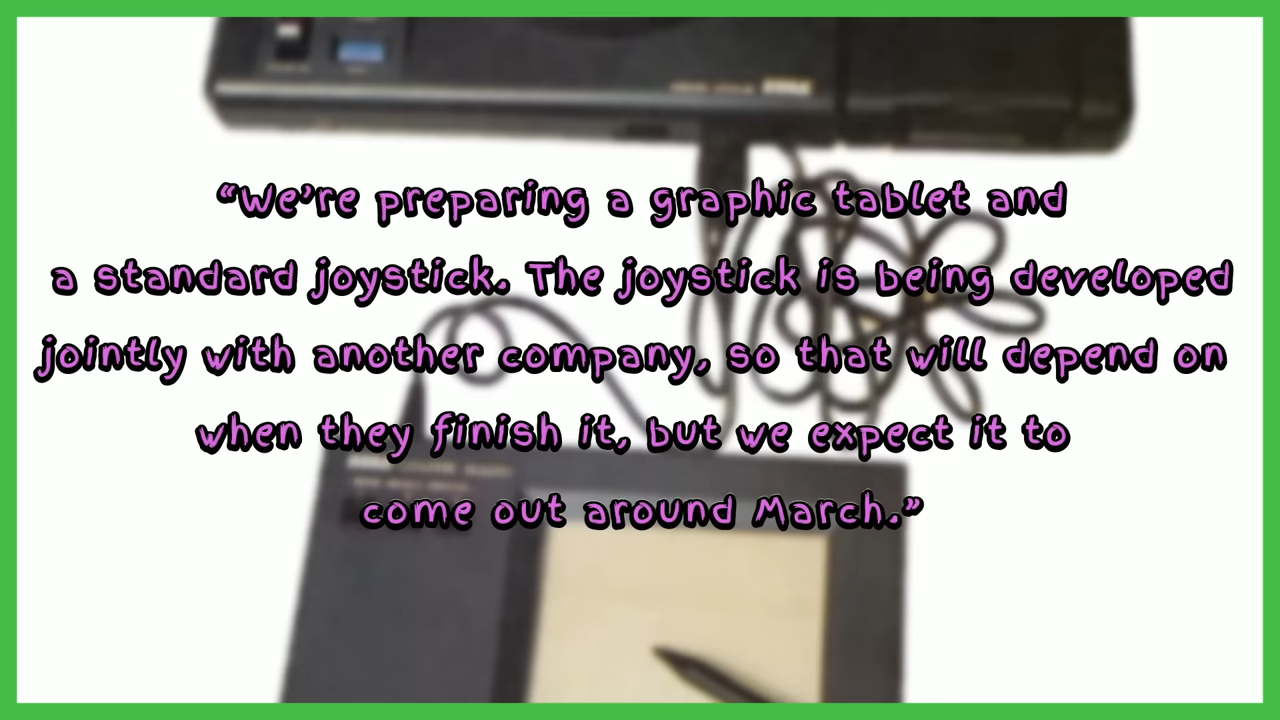 “We’re preparing a graphic tablet and
a standard joystick. The joystick is being developed
jointly with another company, so that will depend on
when they finish it, but we expect it to
come out around March.”